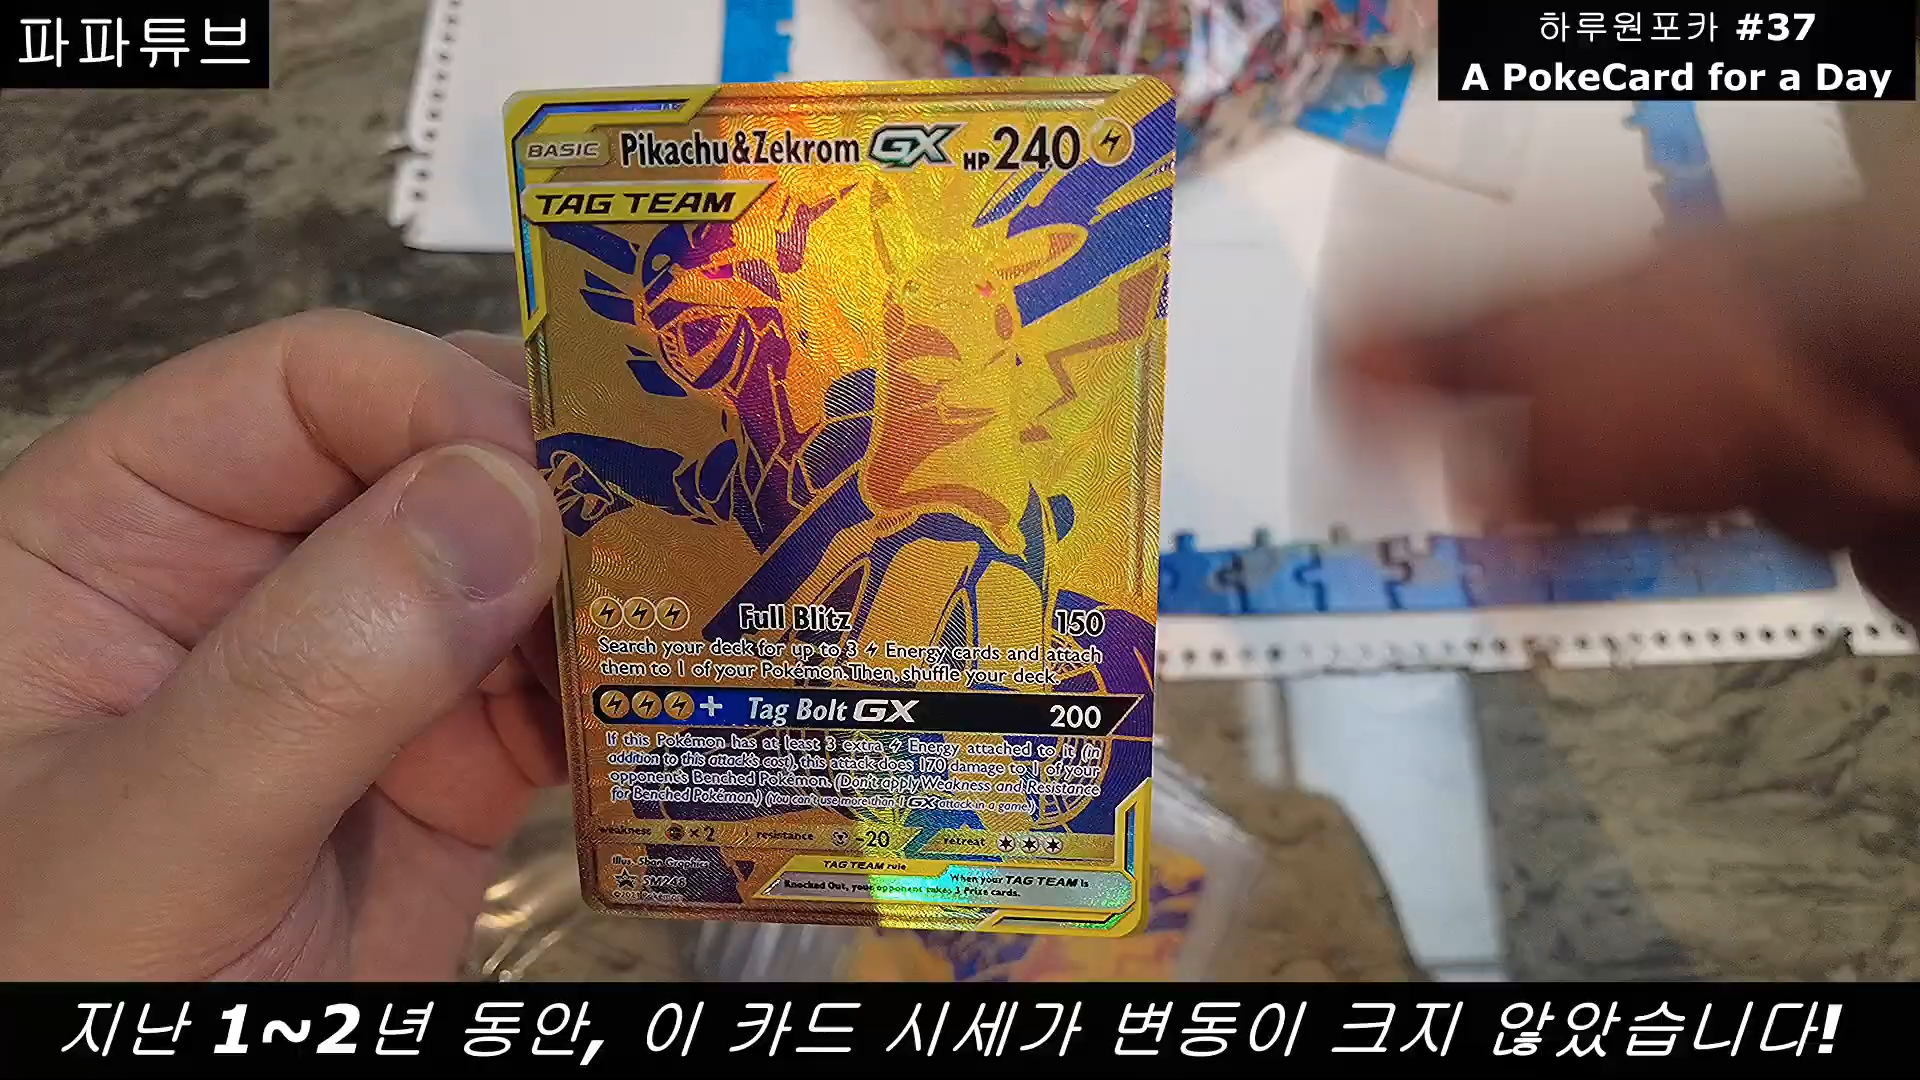 파파튜브
하루원포카 #37
A PokeCard for a Day
BASIC Pikachu&Zekrom GX HP 240
TAG TEAM
Full Blitz 150
Search your deck for up to 3 Energy cards and attach
them to 1 of your Pokémon. Then, shuffle your deck.
+ Tag Bolt GX 200
If this Pokémon has at least 3 extra Energy attached to it (in
addition to this attack's cost), this attack does 170 damage to 1 of your
opponent's Benched Pokémon. (Don't apply Weakness and Resistance
for Benched Pokémon.) (You can't use more than 1 GX attack in a game.)
weakness ×2 resistance -20 retreat
illus. 5ban Graphics
TAG TEAM rule
When your TAG TEAM is
SM248
Knocked Out, your opponent takes 3 Prize cards.
지난 1~2년 동안, 이 카드 시세가 변동이 크지 않았습니다!